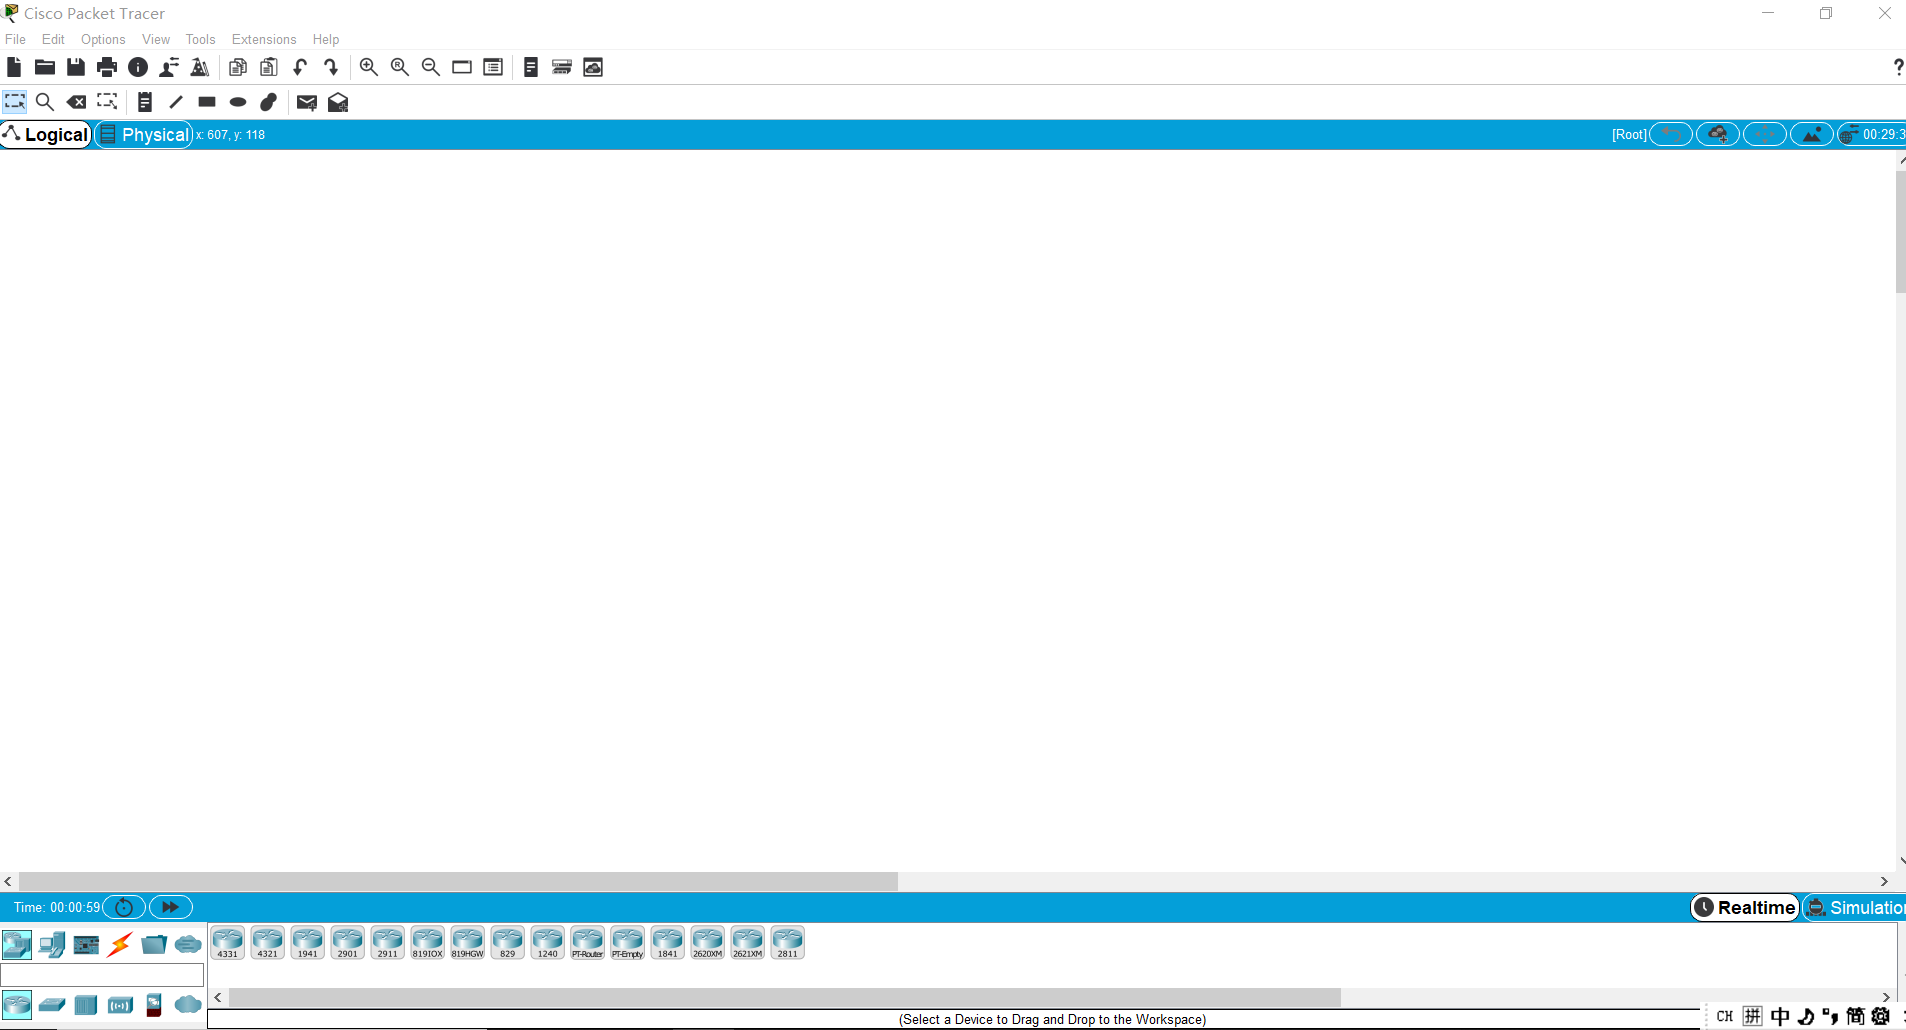 Cisco Packet Tracer
File Edit Options View Tools Extensions Help
?
Logical Physical x: 607, y: 118 [Root] 00:29:3
Time: 00:00:59 Realtime Simulatio
4331 4321 1941 2901 2911 819IOX 819HGW 829 1240 PT-Router PT-Empty 1841 2620XM 2621XM 2811
(Select a Device to Drag and Drop to the Workspace)
CH 拼 中 简